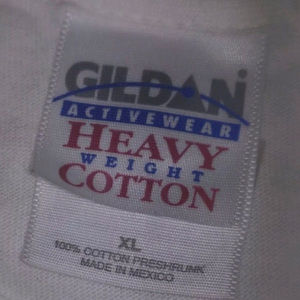 GILDAN
ACTIVEWEAR
HEAVY
WEIGHT
COTTON
XL
100% COTTON PRESHRUNK
MADE IN MEXICO